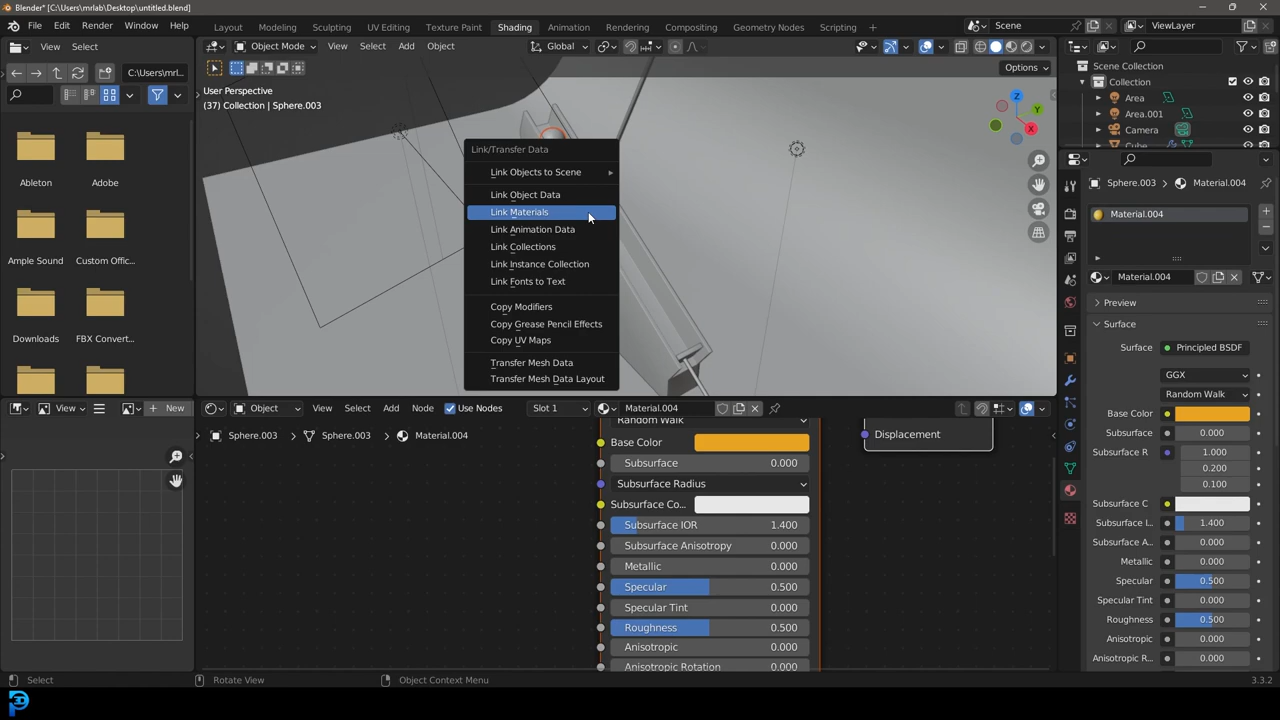 Blender* [C:\Users\mrlab\Desktop\untitled.blend]
File Edit Render Window Help
Layout Modeling Sculpting UV Editing Texture Paint Shading Animation Rendering Compositing Geometry Nodes Scripting
Scene
ViewLayer
View Select
C:\Users\mrl...
Ableton Adobe
Ample Sound Custom Offic...
Downloads FBX Convert...
Object Mode View Select Add Object Global
Options
User Perspective
(37) Collection | Sphere.003
Z
Y
X
Link/Transfer Data
Link Objects to Scene
Link Object Data
Link Materials
Link Animation Data
Link Collections
Link Instance Collection
Link Fonts to Text
Copy Modifiers
Copy Grease Pencil Effects
Copy UV Maps
Transfer Mesh Data
Transfer Mesh Data Layout
Scene Collection
Collection
Area
Area.001
Camera
Sphere.003 Material.004
Material.004
Material.004
Preview
Surface
Surface Principled BSDF
GGX
Random Walk
Base Color
Subsurface 0.000
Subsurface R 1.000
0.200
0.100
Subsurface C
Subsurface I... 1.400
Subsurface A... 0.000
Metallic 0.000
Specular 0.500
Specular Tint 0.000
Roughness 0.500
Anisotropic 0.000
Anisotropic R... 0.000
View New
Object View Select Add Node Use Nodes Slot 1 Material.004
Sphere.003 Sphere.003 Material.004
Random Walk
Base Color
Subsurface 0.000
Subsurface Radius
Subsurface Co...
Subsurface IOR 1.400
Subsurface Anisotropy 0.000
Metallic 0.000
Specular 0.500
Specular Tint 0.000
Roughness 0.500
Anisotropic 0.000
Anisotropic Rotation 0.000
Displacement
Select Rotate View Object Context Menu 3.3.2